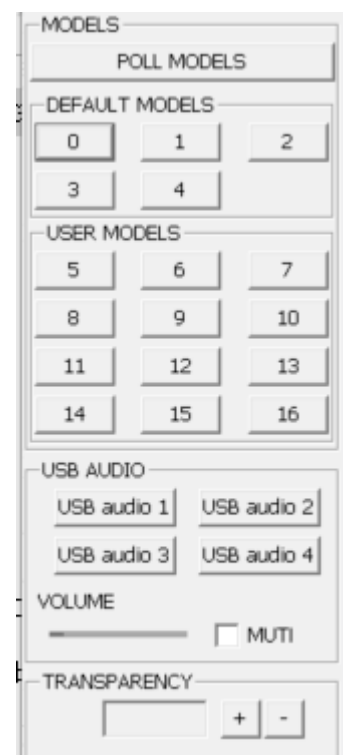 MODELS
POLL MODELS
DEFAULT MODELS
0 1 2
3 4
USER MODELS
5 6 7
8 9 10
11 12 13
14 15 16
USB AUDIO
USB audio 1 USB audio 2
USB audio 3 USB audio 4
VOLUME
MUTI
TRANSPARENCY
+ -